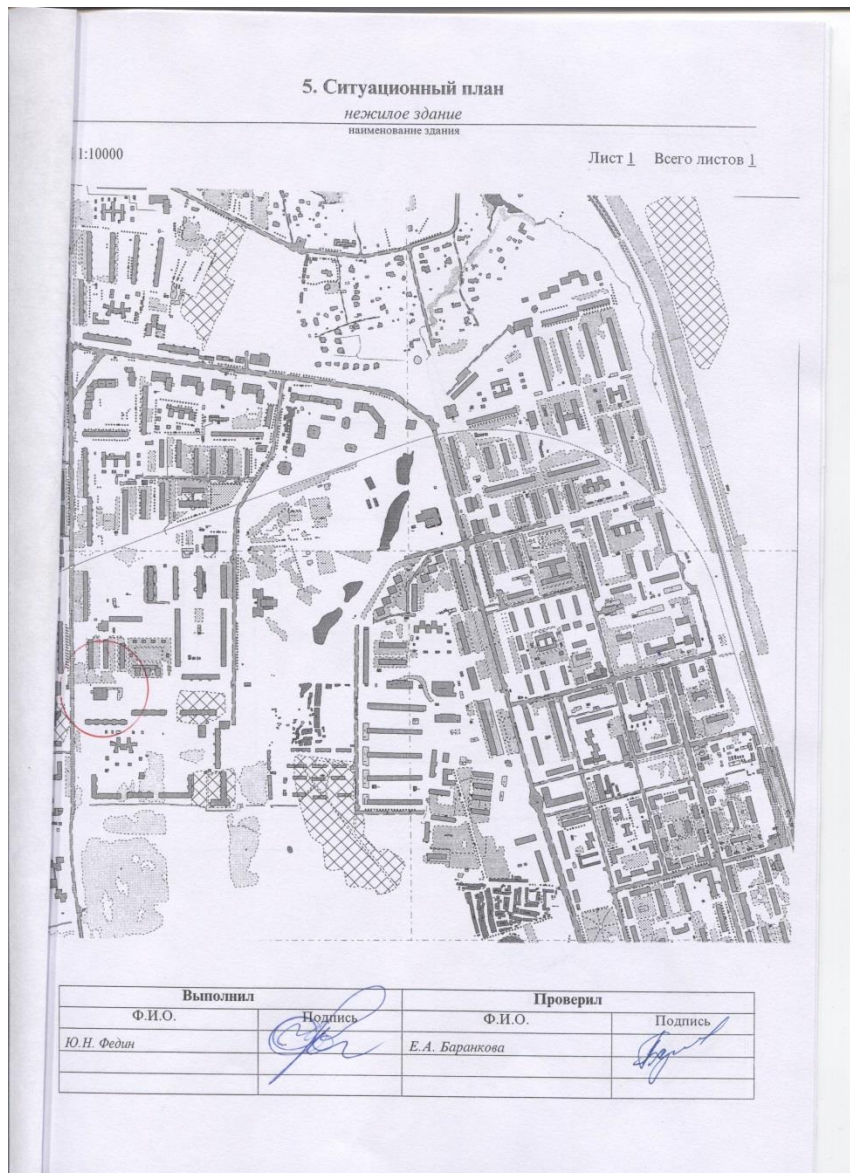 5. Ситуационный план
нежилое здание
наименование здания
1:10000
Лист 1 Всего листов 1
Выполнил Проверил
Ф.И.О. Подпись Ф.И.О. Подпись
Ю.Н. Федин Е.А. Баранкова